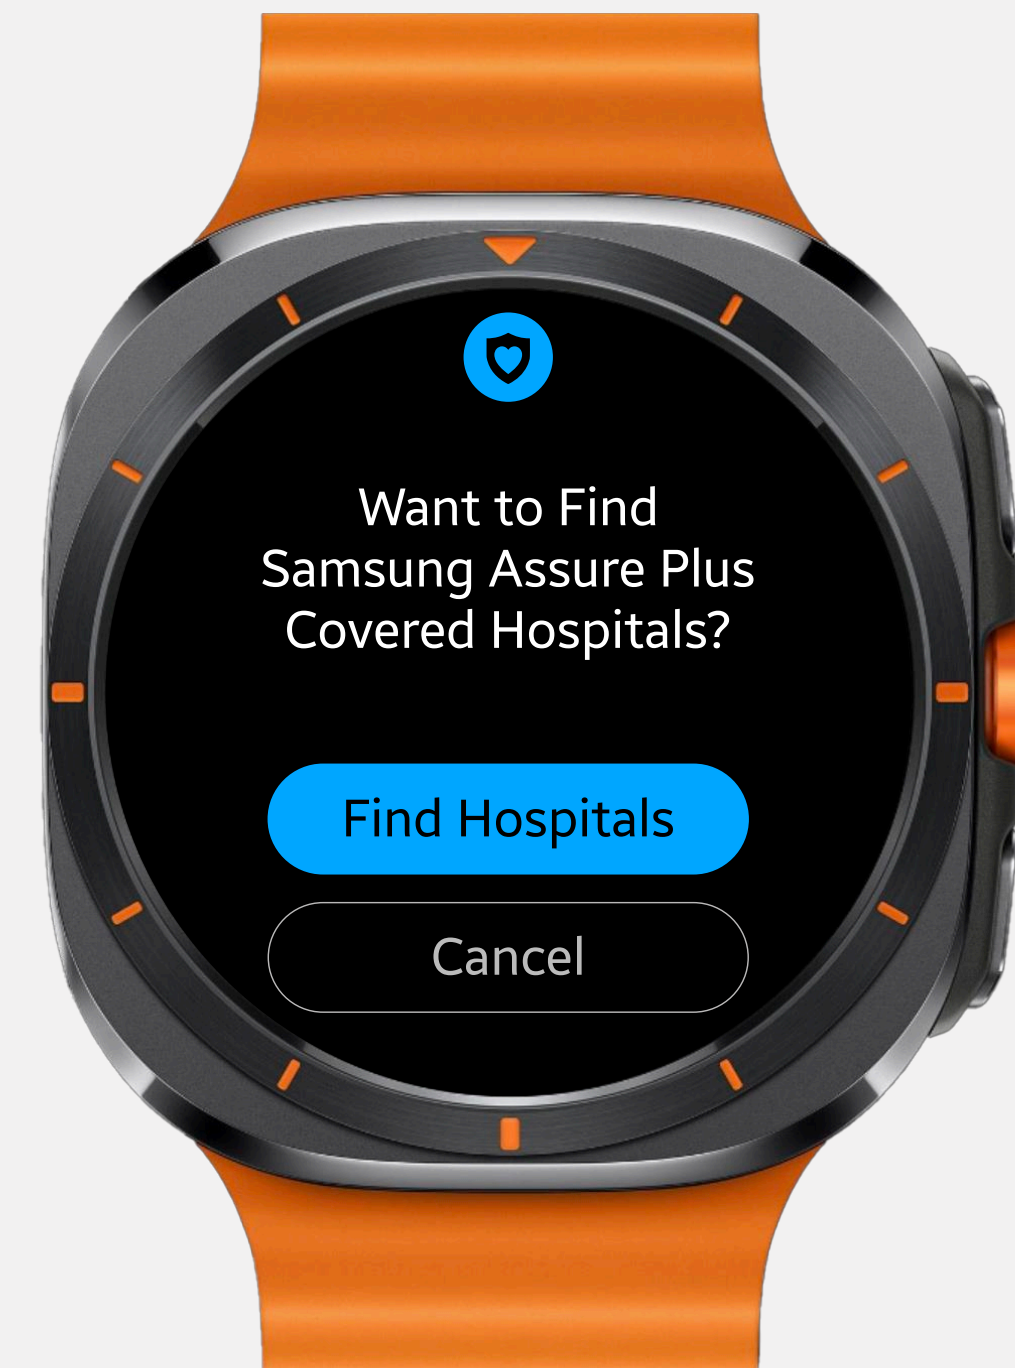 Want to Find
Samsung Assure Plus
Covered Hospitals?
Find Hospitals
Cancel